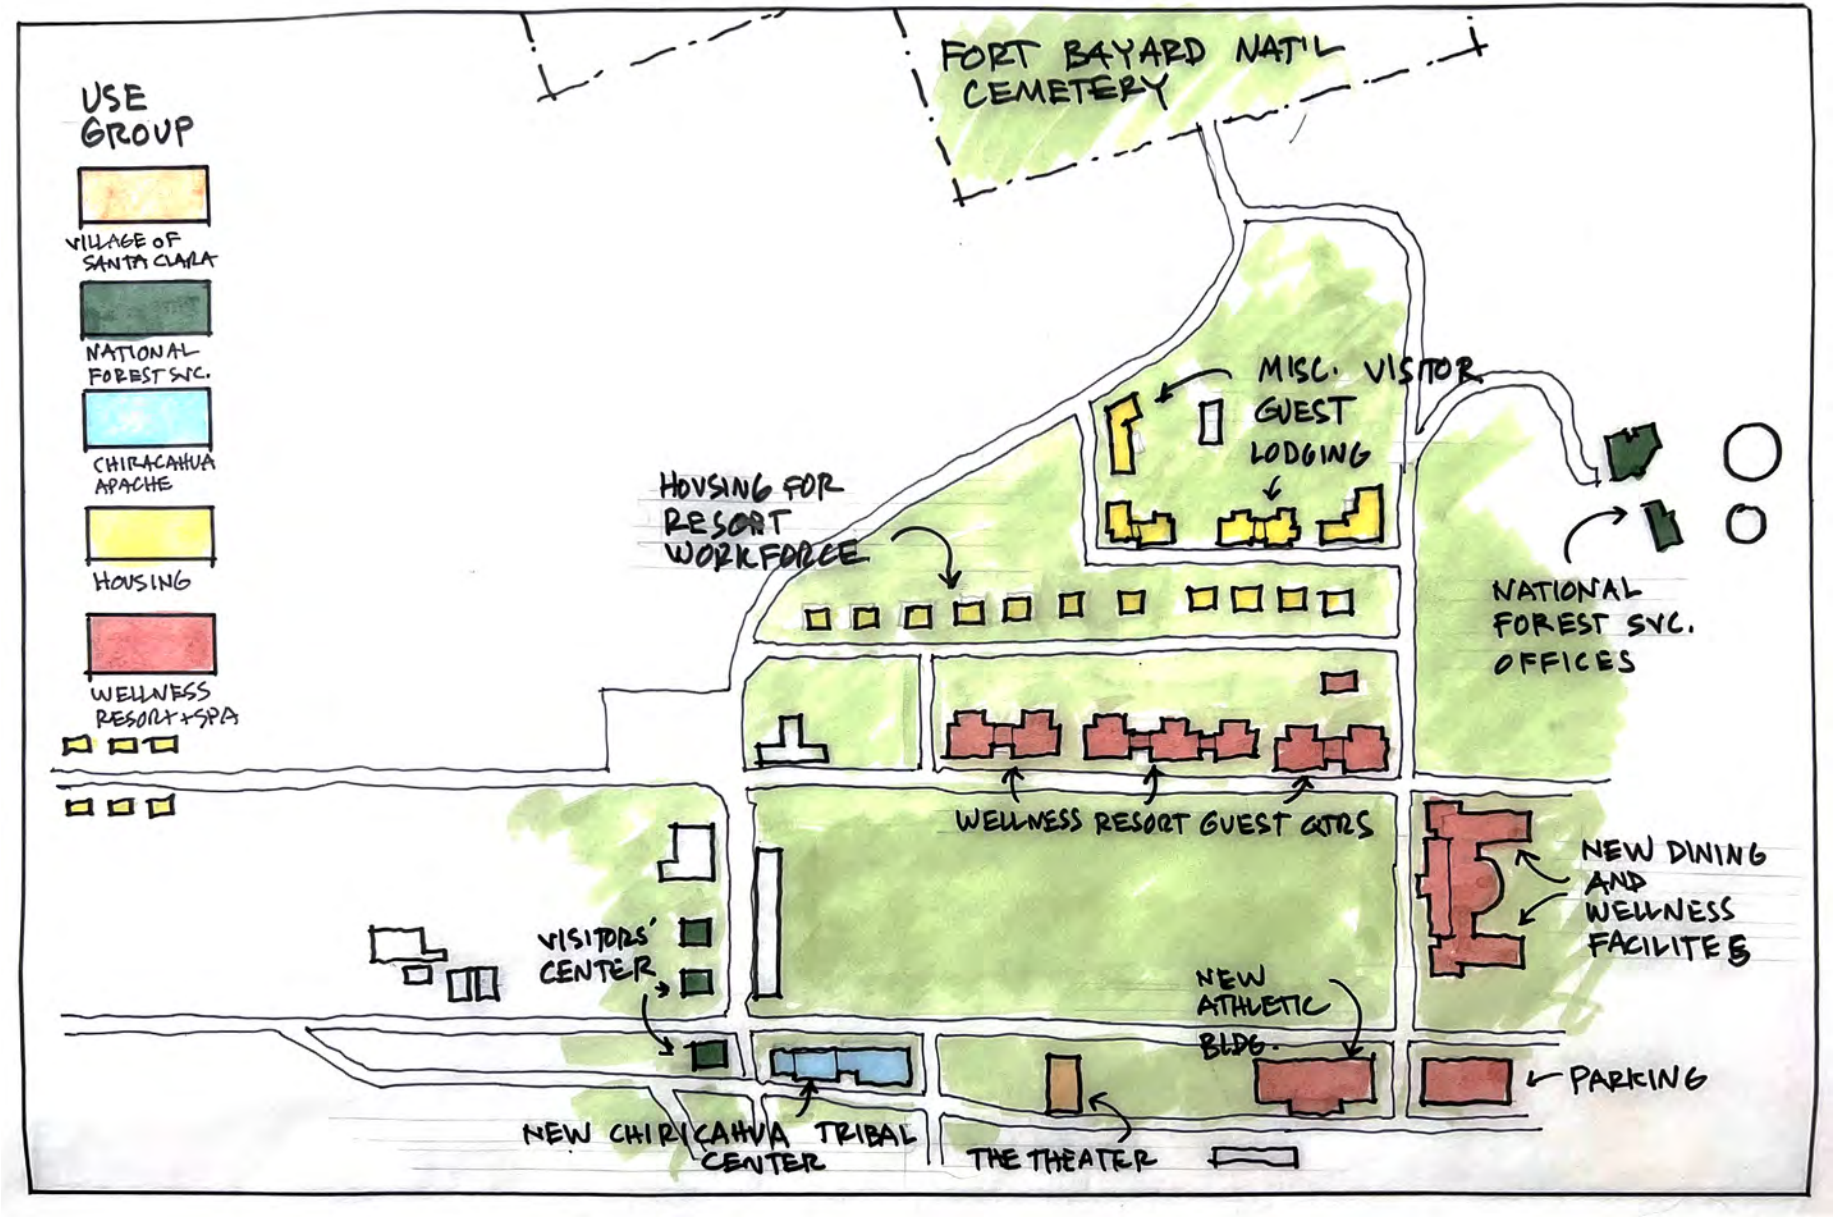 FORT BAYARD NAT'L
CEMETERY
USE
GROUP
VILLAGE OF
SANTA CLARA
NATIONAL
FOREST SVC.
CHIRACAHUA
APACHE
HOUSING
WELLNESS
RESORT + SPA
MISC. VISITOR
GUEST
LODGING
HOUSING FOR
RESORT
WORKFORCE
NATIONAL
FOREST SVC.
OFFICES
WELLNESS RESORT GUEST QTRS
NEW DINING
AND
WELLNESS
FACILITES
VISITORS'
CENTER
NEW
ATHLETIC
BLDG.
PARKING
NEW CHIRICAHUA TRIBAL
CENTER
THE THEATER